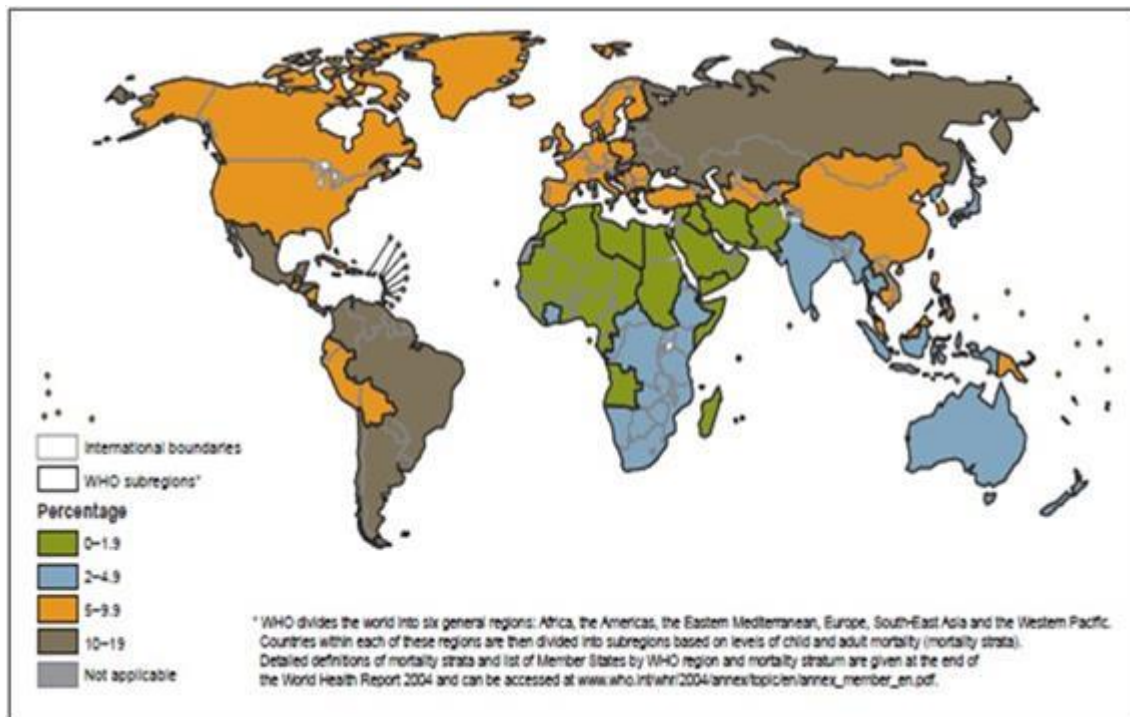 International boundaries
WHO subregions*
Percentage
0–1.9
2–4.9
5–9.9
10–19
Not applicable
* WHO divides the world into six general regions: Africa, the Americas, the Eastern Mediterranean, Europe, South-East Asia and the Western Pacific.
Countries within each of these regions are then divided into subregions based on levels of child and adult mortality (mortality strata).
Detailed definitions of mortality strata and list of Member States by WHO region and mortality stratum are given at the end of
the World Health Report 2004 and can be accessed at www.who.int/whr/2004/annex/topic/en/annex_member_en.pdf.